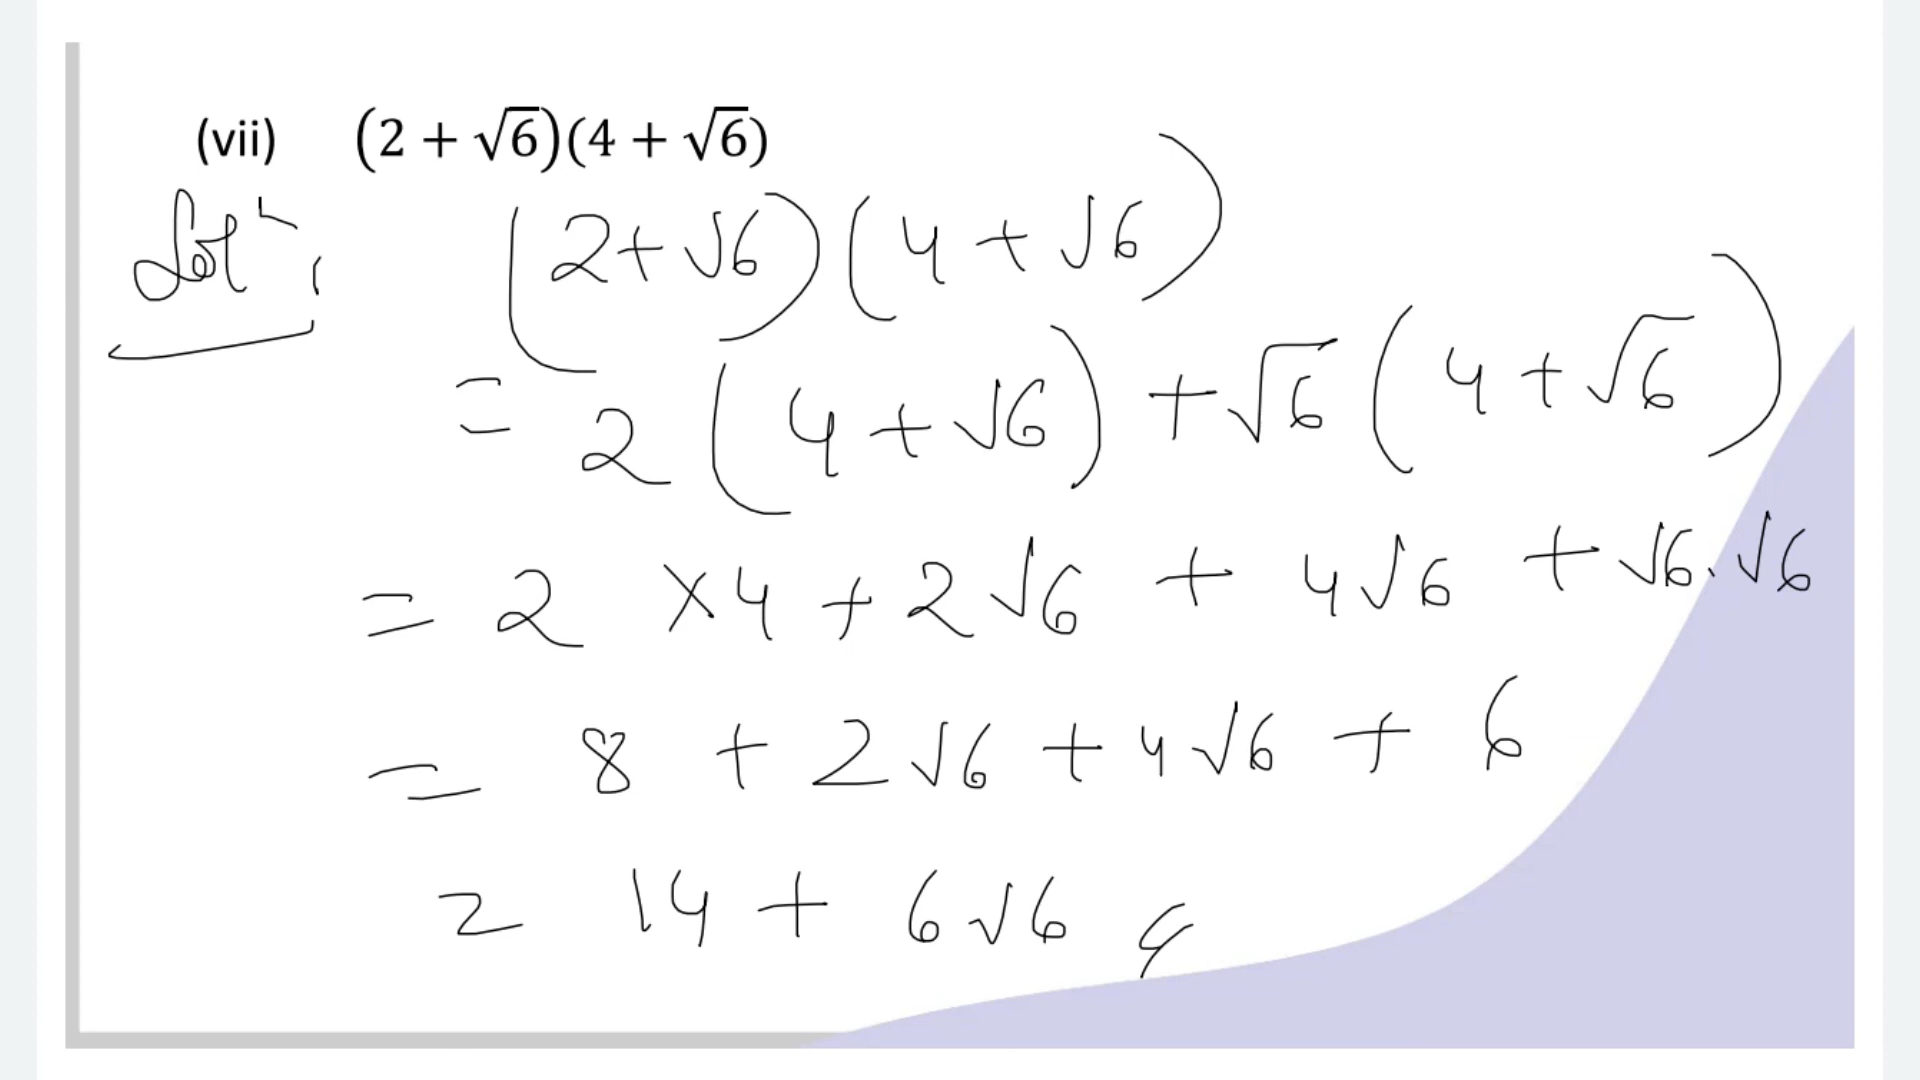 (vii) (2 + √6)(4 + √6)
Solⁿ: (2+√6)(4+√6)
= 2(4+√6) + √6(4+√6)
= 2 ×4 + 2√6 + 4√6 + √6.√6
= 8 + 2√6 + 4√6 + 6
= 14 + 6√6